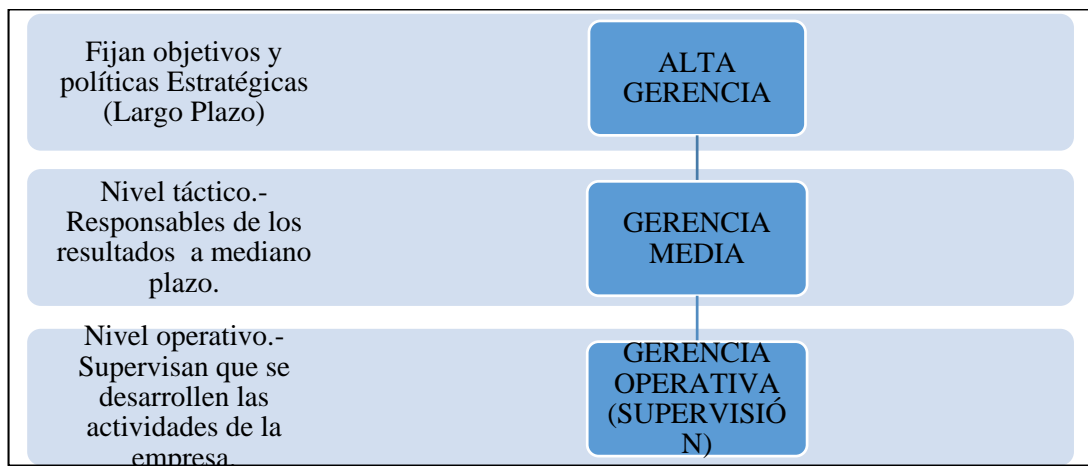 Fijan objetivos y
políticas Estratégicas
(Largo Plazo)
ALTA
GERENCIA
Nivel táctico.-
Responsables de los
resultados a mediano
plazo.
GERENCIA
MEDIA
Nivel operativo.-
Supervisan que se
desarrollen las
actividades de la
empresa.
GERENCIA
OPERATIVA
(SUPERVISIÓ
N)